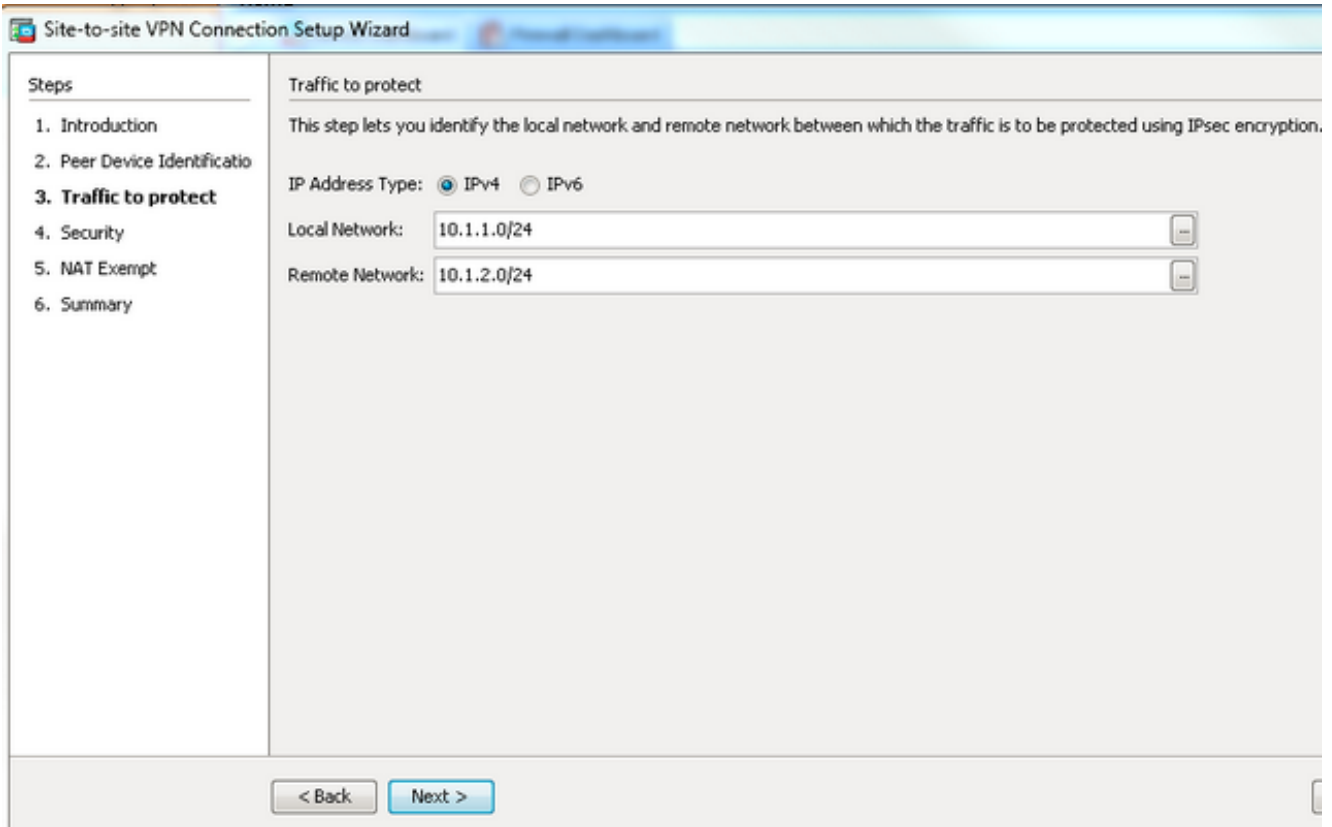 Site-to-site VPN Connection Setup Wizard
Steps
1. Introduction
2. Peer Device Identificatio
3. Traffic to protect
4. Security
5. NAT Exempt
6. Summary
Traffic to protect
This step lets you identify the local network and remote network between which the traffic is to be protected using IPsec encryption.
IP Address Type: IPv4 IPv6
Local Network: 10.1.1.0/24 ...
Remote Network: 10.1.2.0/24 ...
< Back Next >